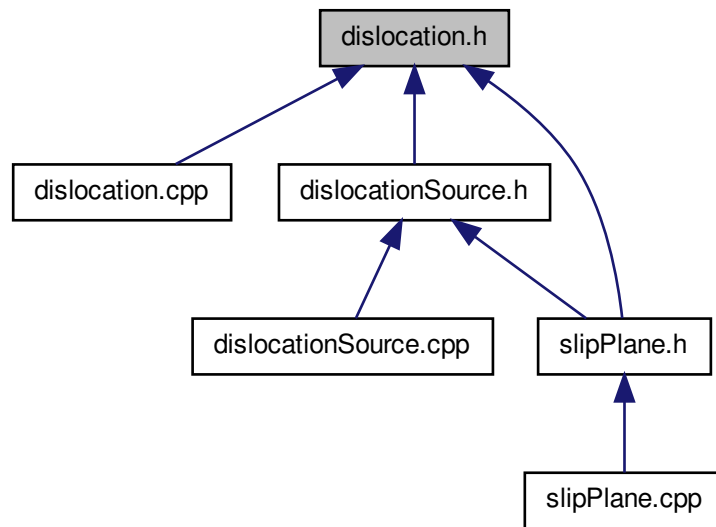 dislocation.h
dislocation.cpp
dislocationSource.h
dislocationSource.cpp
slipPlane.h
slipPlane.cpp